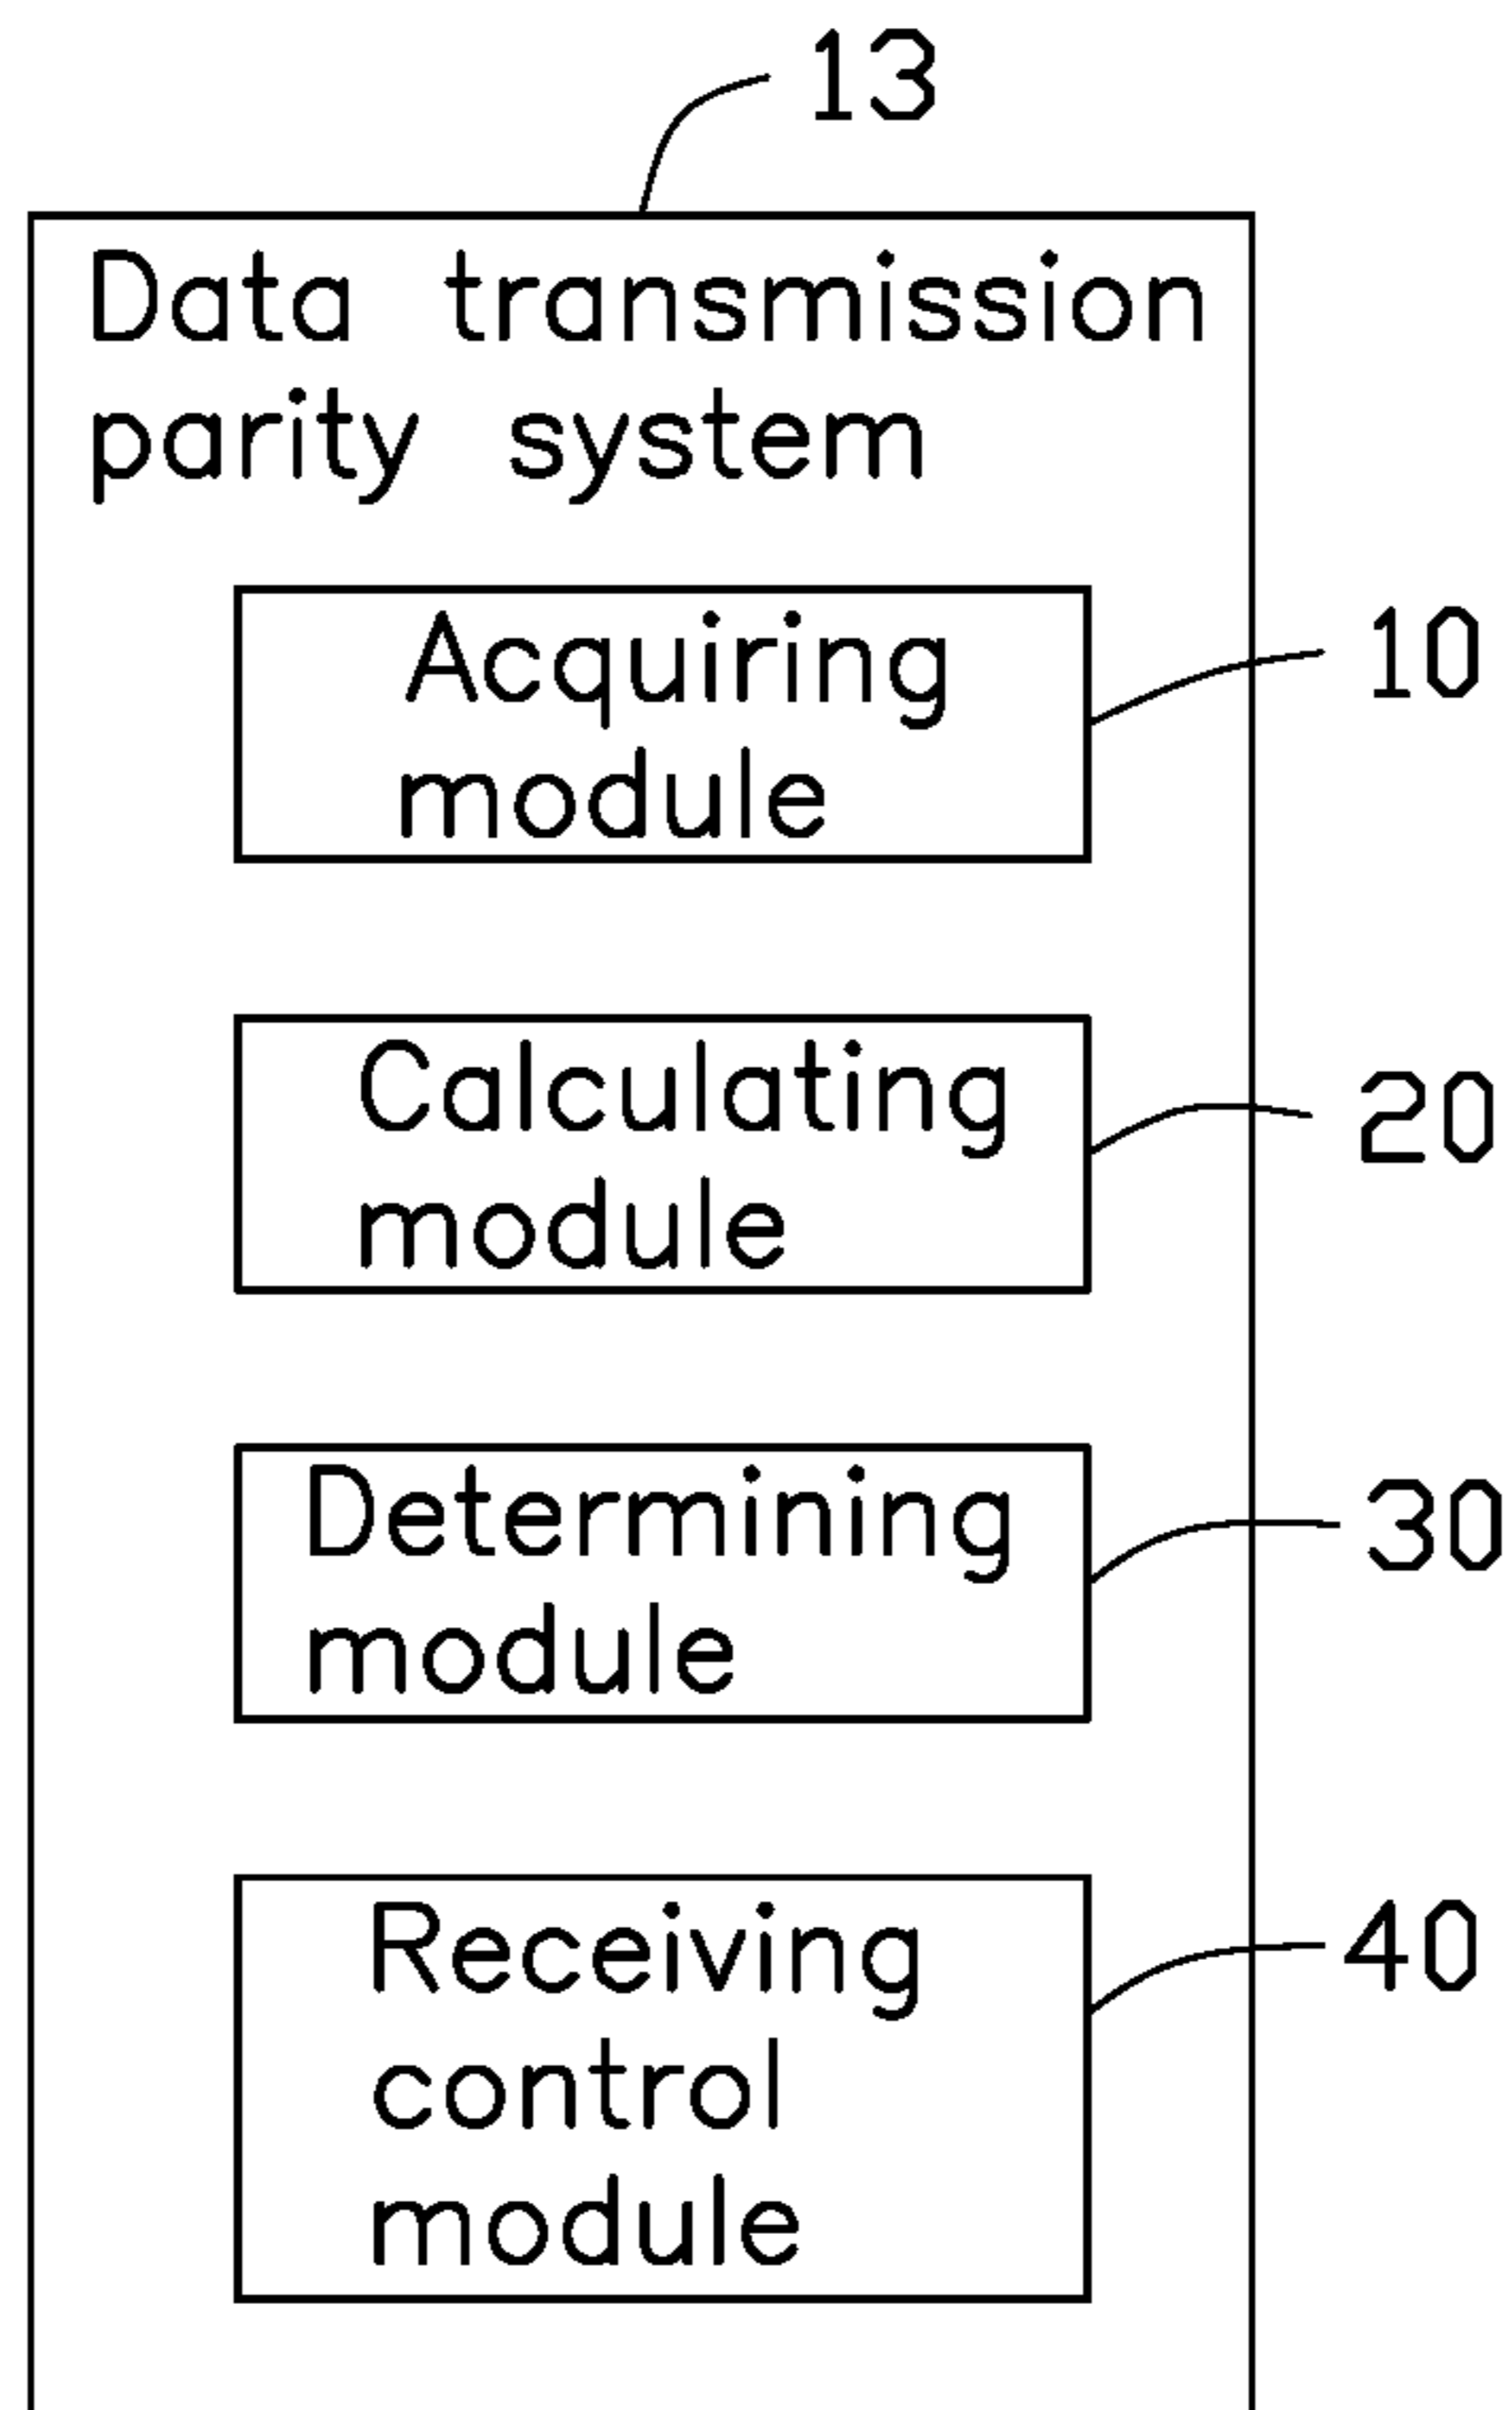 13
Data transmission
parity system
Acquiring
module
10
Calculating
module
20
Determining
module
30
Receiving
control
module
40